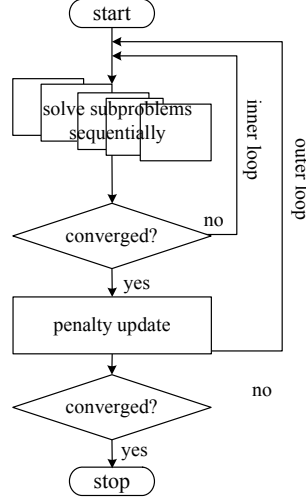 start
solve subproblems
sequentially
inner loop
outer loop
no
converged?
yes
penalty update
no
converged?
yes
stop